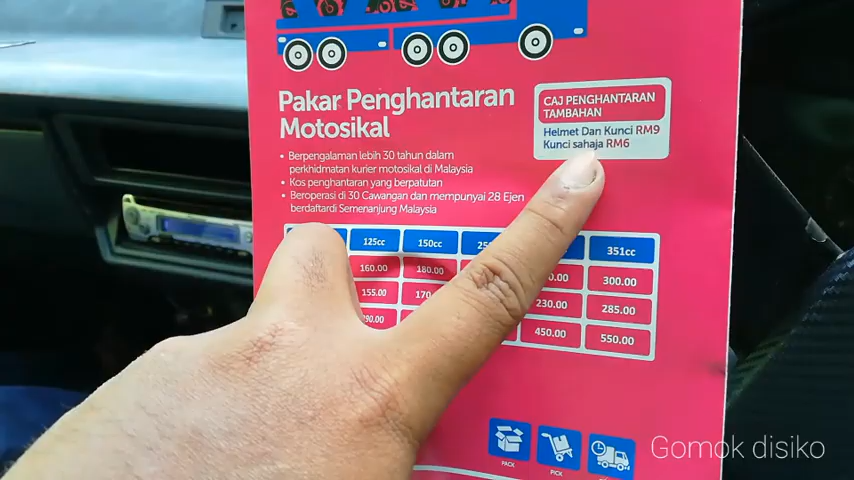 Pakar Penghantaran
Motosikal
CAJ PENGHANTARAN
TAMBAHAN
Helmet Dan Kunci RM9
Kunci sahaja RM6
• Berpengalaman lebih 30 tahun dalam
perkhidmatan kurier motosikal di Malaysia
• Kos penghantaran yang berpatutan
• Beroperasi di 30 Cawangan dan mempunyai 28 Ejen
berdaftar di Semenanjung Malaysia
125cc 150cc 351cc
160.00 180.00 300.00
155.00 230.00 285.00
450.00 550.00
PACK PICK
Gomok disiko